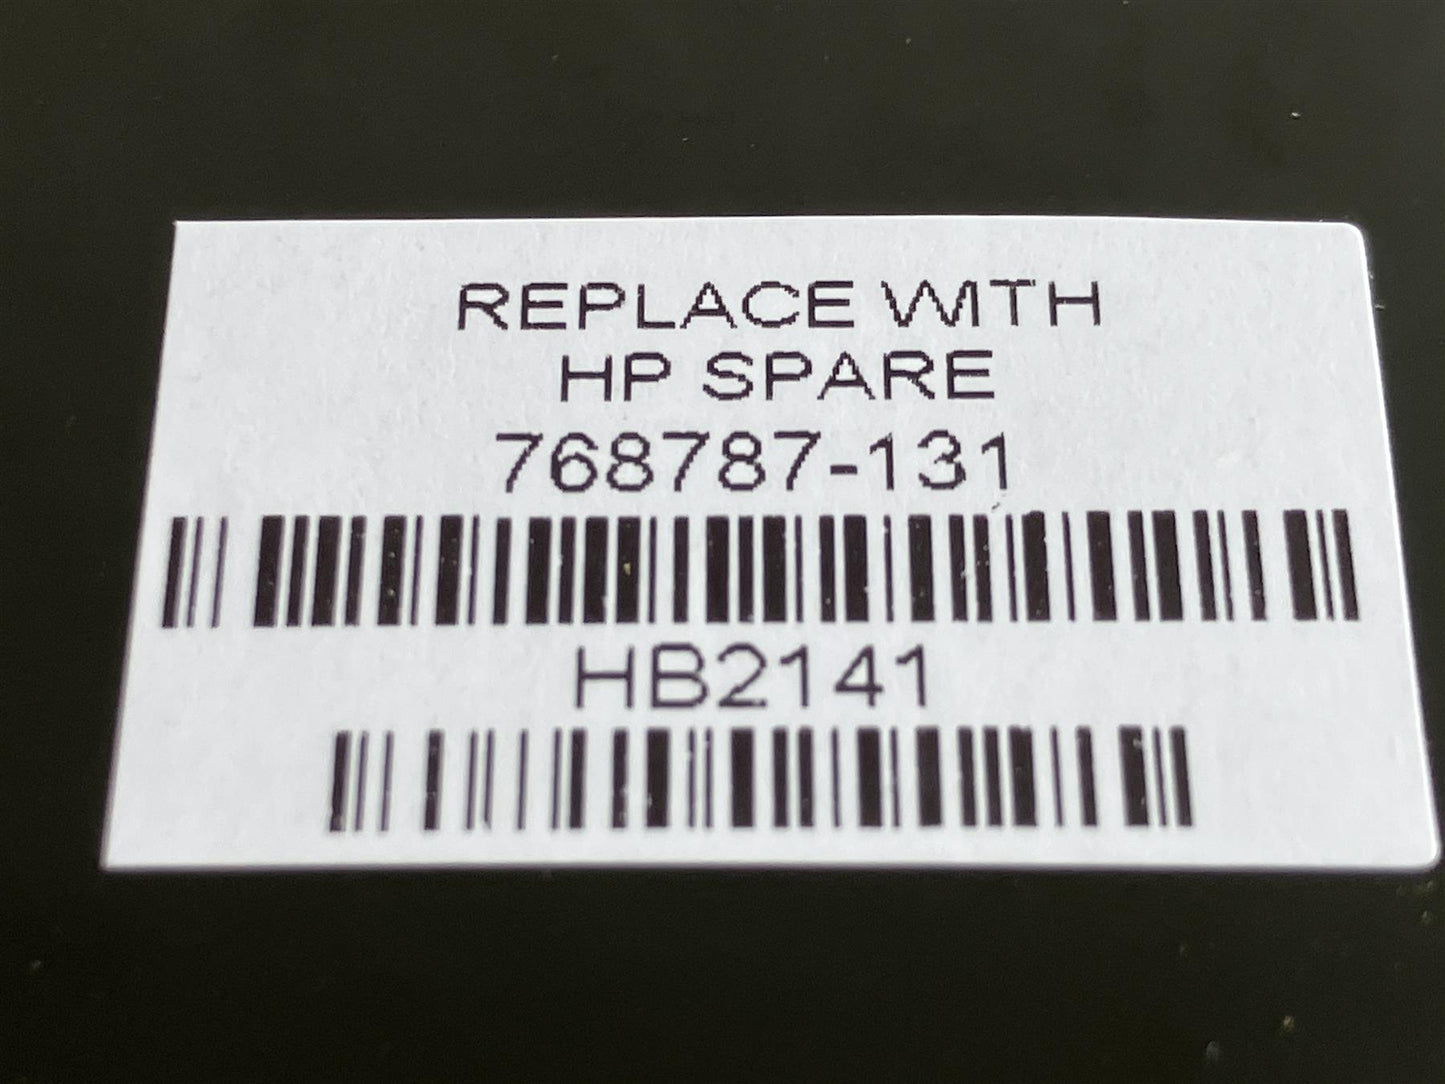 REPLACE WITH
HP SPARE
768787-131
HB2141